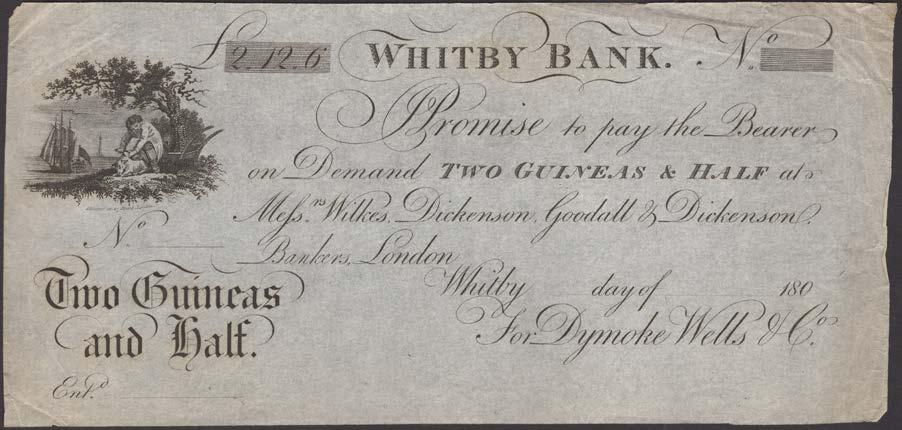 £2.12.6 WHITBY BANK. No.
I Promise to pay the Bearer
on Demand TWO GUINEAS & HALF at
Messrs. Wilkes, Dickenson, Goodall & Dickenson,
Bankers, London
No.
Whitby day of 180
Two Guineas
and Half.
For Dymoke Wells & Co.
Entd.